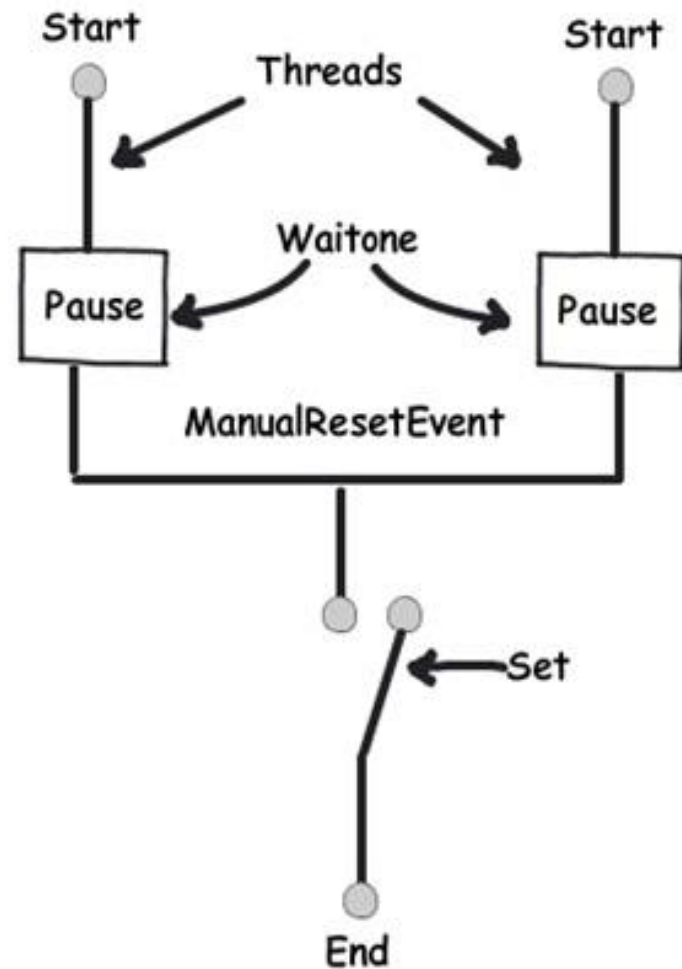 Start
Start
Threads
Waitone
Pause
Pause
ManualResetEvent
Set
End